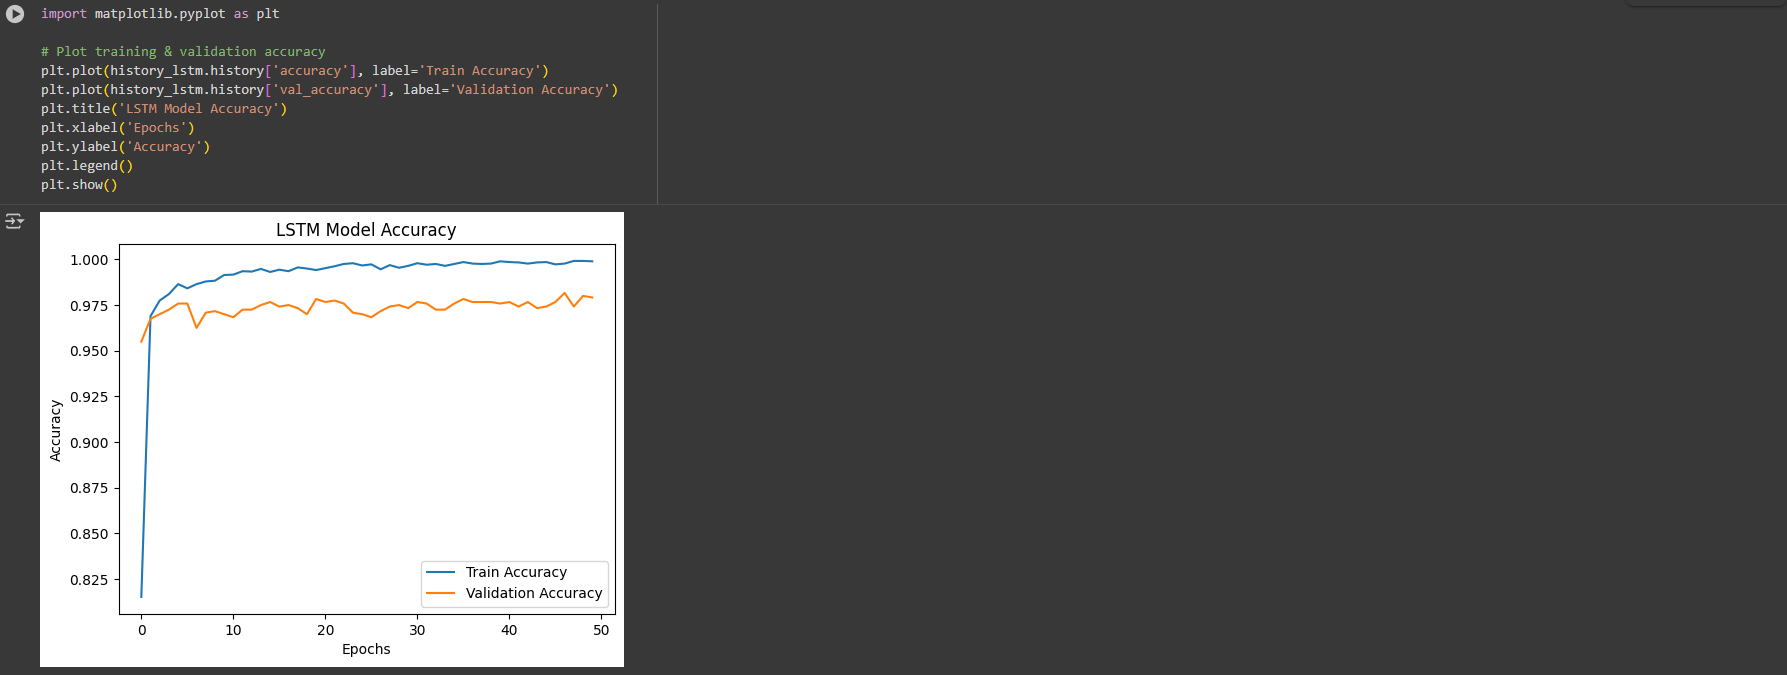 import matplotlib.pyplot as plt
# Plot training & validation accuracy
plt.plot(history_lstm.history['accuracy'], label='Train Accuracy')
plt.plot(history_lstm.history['val_accuracy'], label='Validation Accuracy')
plt.title('LSTM Model Accuracy')
plt.xlabel('Epochs')
plt.ylabel('Accuracy')
plt.legend()
plt.show()
LSTM Model Accuracy
1.000
0.975
0.950
0.925
0.900
0.875
0.850
0.825
Accuracy
Train Accuracy
Validation Accuracy
0 10 20 30 40 50
Epochs